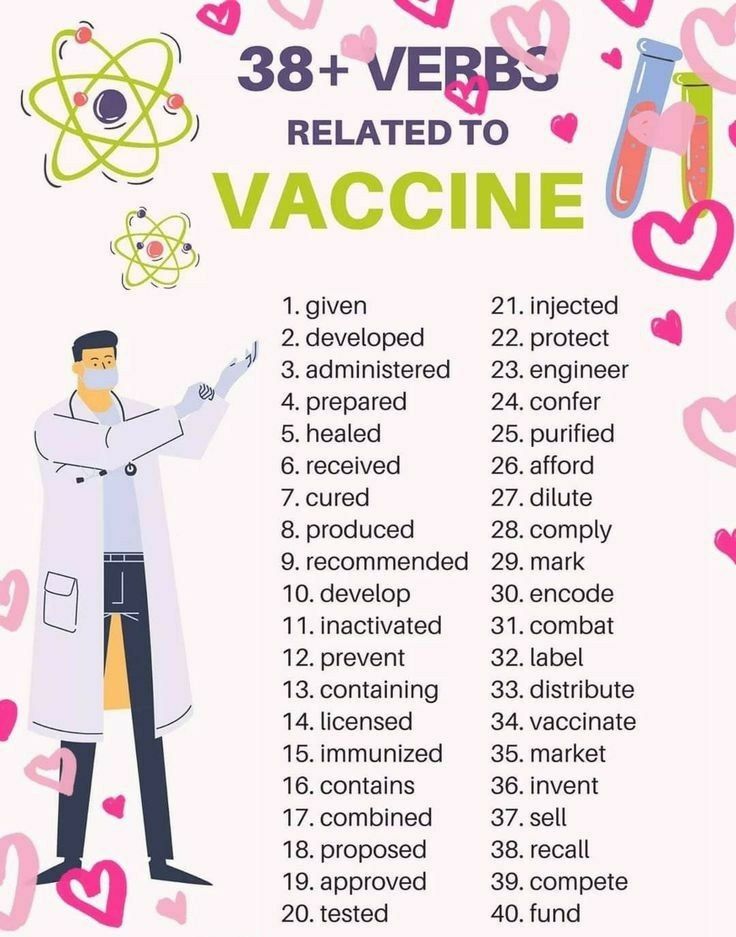 38+ VERBS
RELATED TO
VACCINE
1. given
2. developed
3. administered
4. prepared
5. healed
6. received
7. cured
8. produced
9. recommended
10. develop
11. inactivated
12. prevent
13. containing
14. licensed
15. immunized
16. contains
17. combined
18. proposed
19. approved
20. tested
21. injected
22. protect
23. engineer
24. confer
25. purified
26. afford
27. dilute
28. comply
29. mark
30. encode
31. combat
32. label
33. distribute
34. vaccinate
35. market
36. invent
37. sell
38. recall
39. compete
40. fund